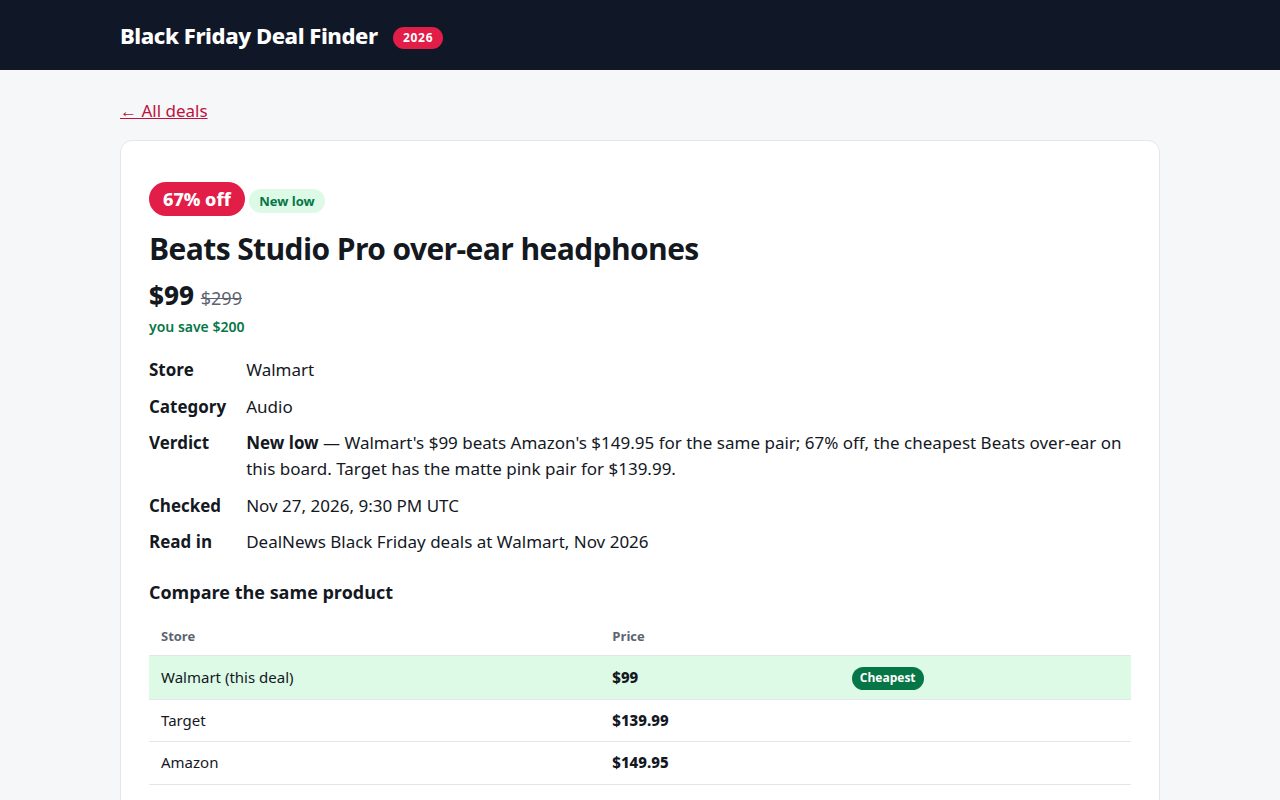 Black Friday Deal Finder 2026
← All deals
67% off New low
Beats Studio Pro over-ear headphones
$99 $299
you save $200
Store Walmart
Category Audio
Verdict New low — Walmart's $99 beats Amazon's $149.95 for the same pair; 67% off, the cheapest Beats over-ear on
this board. Target has the matte pink pair for $139.99.
Checked Nov 27, 2026, 9:30 PM UTC
Read in DealNews Black Friday deals at Walmart, Nov 2026
Compare the same product
Store Price
Walmart (this deal) $99 Cheapest
Target $139.99
Amazon $149.95